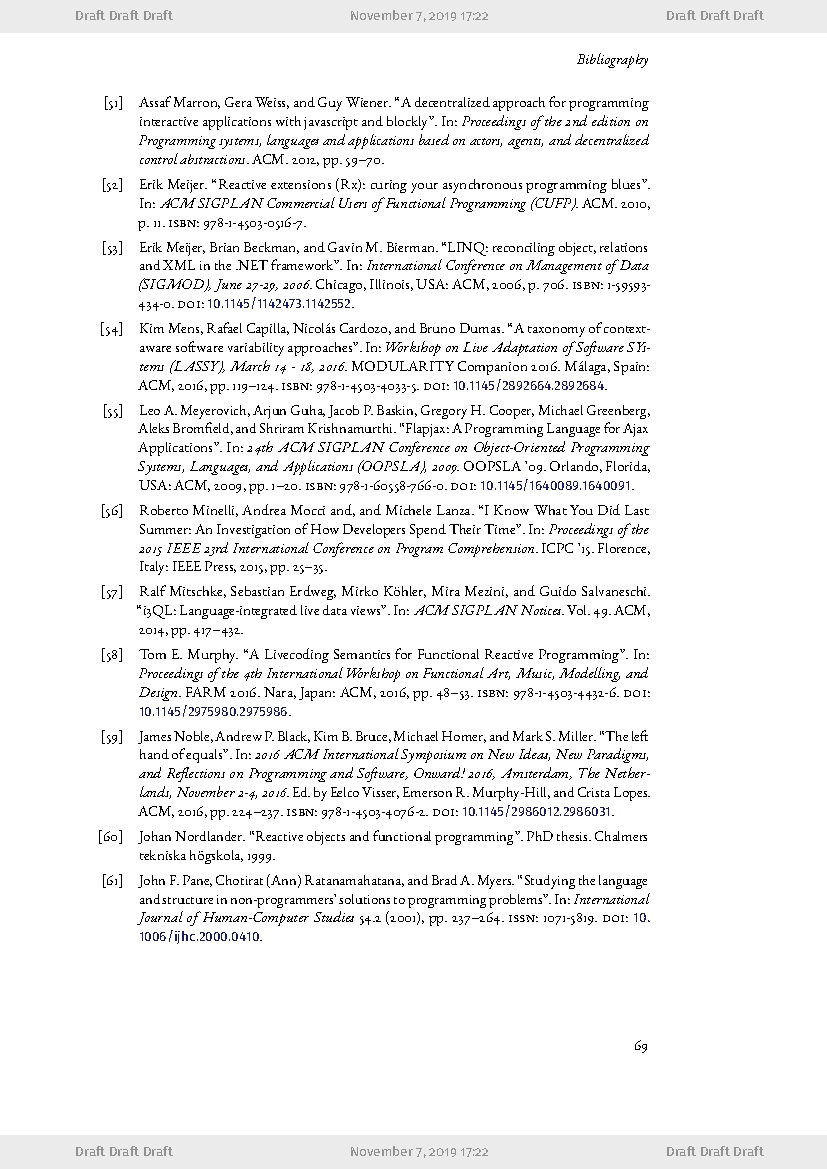 Draft Draft Draft November 7, 2019 17:22 Draft Draft Draft
Bibliography
[51] Assaf Marron, Gera Weiss, and Guy Wiener. “A decentralized approach for programming
interactive applications with javascript and blockly”. In: Proceedings of the 2nd edition on
Programming systems, languages and applications based on actors, agents, and decentralized
control abstractions. ACM. 2012, pp. 59–70.
[52] Erik Meijer. “Reactive extensions (Rx): curing your asynchronous programming blues”.
In: ACM SIGPLAN Commercial Users of Functional Programming (CUFP). ACM. 2010,
p. 11. ISBN: 978-1-4503-0516-7.
[53] Erik Meijer, Brian Beckman, and Gavin M. Bierman. “LINQ: reconciling object, relations
and XML in the .NET framework”. In: International Conference on Management of Data
(SIGMOD), June 27-29, 2006. Chicago, Illinois, USA: ACM, 2006, p. 706. ISBN: 1-59593-
434-0. DOI: 10.1145/1142473.1142552.
[54] Kim Mens, Rafael Capilla, Nicolás Cardozo, and Bruno Dumas. “A taxonomy of context-
aware software variability approaches”. In: Workshop on Live Adaptation of Software SYs-
tems (LASSY), March 14 - 18, 2016. MODULARITY Companion 2016. Málaga, Spain:
ACM, 2016, pp. 119–124. ISBN: 978-1-4503-4033-5. DOI: 10.1145/2892664.2892684.
[55] Leo A. Meyerovich, Arjun Guha, Jacob P. Baskin, Gregory H. Cooper, Michael Greenberg,
Aleks Bromfield, and Shriram Krishnamurthi. “Flapjax: A Programming Language for Ajax
Applications”. In: 24th ACM SIGPLAN Conference on Object-Oriented Programming
Systems, Languages, and Applications (OOPSLA), 2009. OOPSLA ’09. Orlando, Florida,
USA: ACM, 2009, pp. 1–20. ISBN: 978-1-60558-766-0. DOI: 10.1145/1640089.1640091.
[56] Roberto Minelli, Andrea Mocci and, and Michele Lanza. “I Know What You Did Last
Summer: An Investigation of How Developers Spend Their Time”. In: Proceedings of the
2015 IEEE 23rd International Conference on Program Comprehension. ICPC ’15. Florence,
Italy: IEEE Press, 2015, pp. 25–35.
[57] Ralf Mitschke, Sebastian Erdweg, Mirko Köhler, Mira Mezini, and Guido Salvaneschi.
“i3QL: Language-integrated live data views”. In: ACM SIGPLAN Notices. Vol. 49. ACM,
2014, pp. 417–432.
[58] Tom E. Murphy. “A Livecoding Semantics for Functional Reactive Programming”. In:
Proceedings of the 4th International Workshop on Functional Art, Music, Modelling, and
Design. FARM 2016. Nara, Japan: ACM, 2016, pp. 48–53. ISBN: 978-1-4503-4432-6. DOI:
10.1145/2975980.2975986.
[59] James Noble, Andrew P. Black, Kim B. Bruce, Michael Homer, and Mark S. Miller. “The left
hand of equals”. In: 2016 ACM International Symposium on New Ideas, New Paradigms,
and Reflections on Programming and Software, Onward! 2016, Amsterdam, The Nether-
lands, November 2-4, 2016. Ed. by Eelco Visser, Emerson R. Murphy-Hill, and Crista Lopes.
ACM, 2016, pp. 224–237. ISBN: 978-1-4503-4076-2. DOI: 10.1145/2986012.2986031.
[60] Johan Nordlander. “Reactive objects and functional programming”. PhD thesis. Chalmers
tekniska högskola, 1999.
[61] John F. Pane, Chotirat (Ann) Ratanamahatana, and Brad A. Myers. “Studying the language
and structure in non-programmers’ solutions to programming problems”. In: International
Journal of Human-Computer Studies 54.2 (2001), pp. 237–264. ISSN: 1071-5819. DOI: 10.
1006/ijhc.2000.0410.
69
Draft Draft Draft November 7, 2019 17:22 Draft Draft Draft